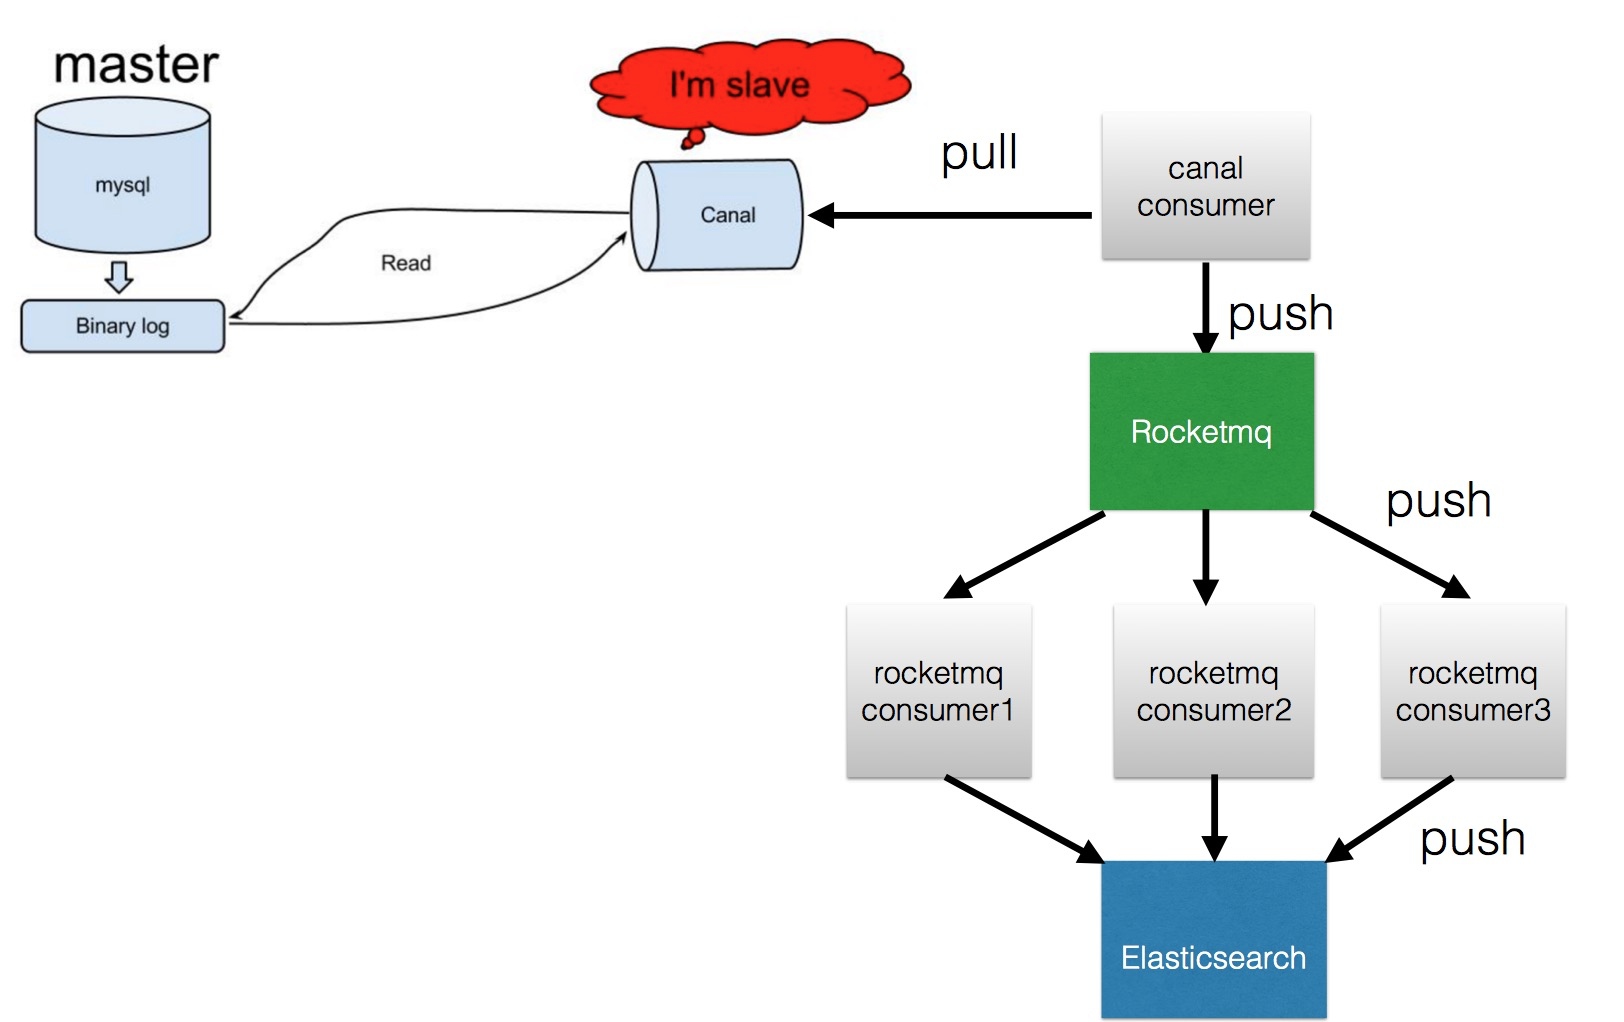 master
I'm slave
mysql
Canal
Read
Binary log
pull
canal
consumer
push
Rocketmq
push
rocketmq
consumer1
rocketmq
consumer2
rocketmq
consumer3
push
Elasticsearch